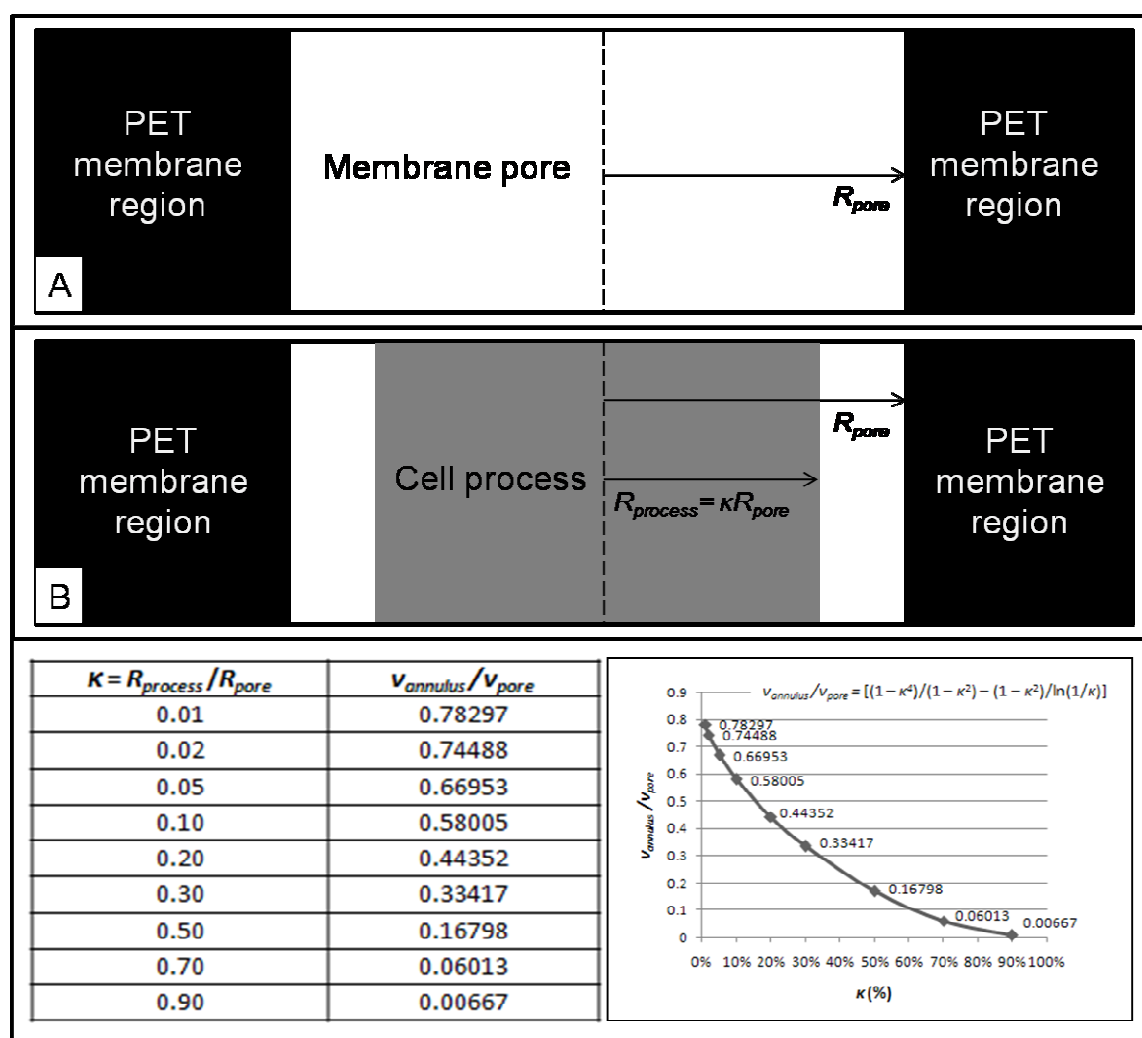 PET
membrane
region
Membrane pore
R_pore
PET
membrane
region
A
PET
membrane
region
Cell process
R_pore
R_process = κR_pore
PET
membrane
region
B
κ = R_process/R_pore v_annulus/v_pore
0.01 0.78297
0.02 0.74488
0.05 0.66953
0.10 0.58005
0.20 0.44352
0.30 0.33417
0.50 0.16798
0.70 0.06013
0.90 0.00667
v_annulus/v_pore = [(1 − κ⁴)/(1 − κ²) − (1 − κ²)/ln(1/κ)]
v_annulus/v_pore
0.9
0.8
0.7
0.6
0.5
0.4
0.3
0.2
0.1
0
0.78297
0.74488
0.66953
0.58005
0.44352
0.33417
0.16798
0.06013
0.00667
0% 10% 20% 30% 40% 50% 60% 70% 80% 90% 100%
κ (%)